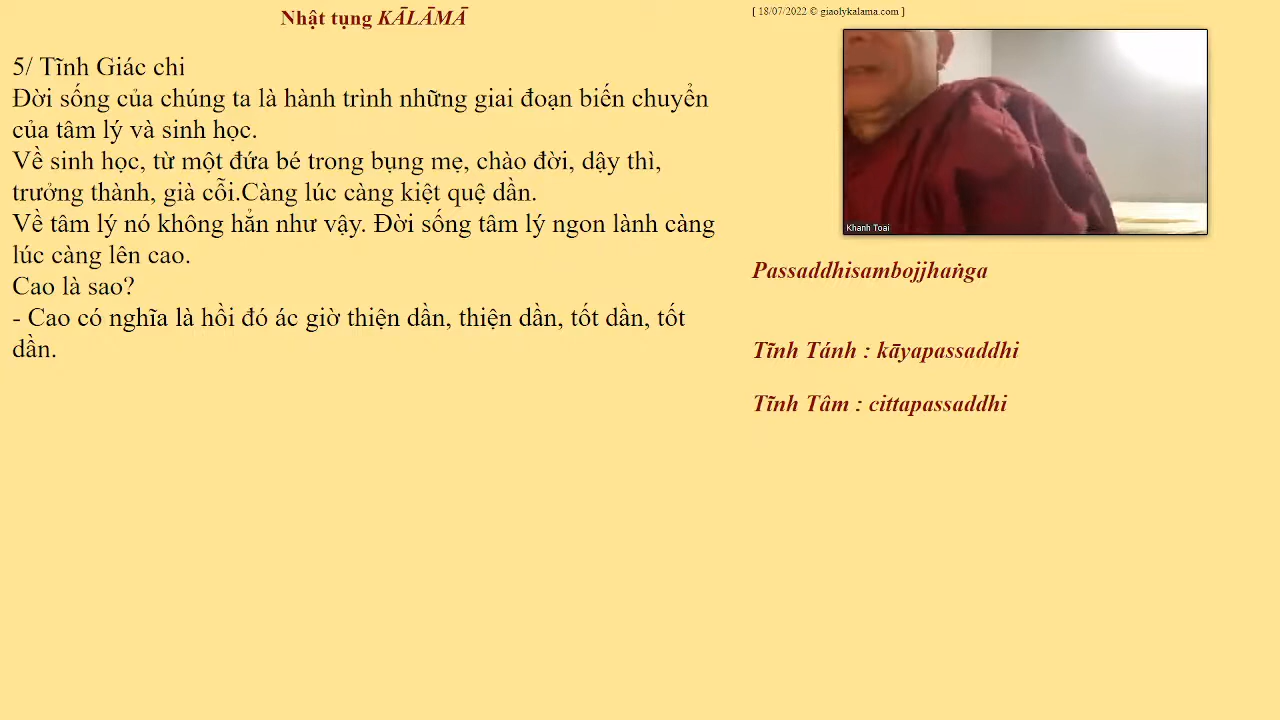 Nhật tụng KĀLĀMĀ
5/ Tĩnh Giác chi
Đời sống của chúng ta là hành trình những giai đoạn biến chuyển
của tâm lý và sinh học.
Về sinh học, từ một đứa bé trong bụng mẹ, chào đời, dậy thì,
trưởng thành, già cỗi.Càng lúc càng kiệt quệ dần.
Về tâm lý nó không hẳn như vậy. Đời sống tâm lý ngon lành càng
lúc càng lên cao.
Cao là sao?
- Cao có nghĩa là hồi đó ác giờ thiện dần, thiện dần, tốt dần, tốt
dần.
[ 18/07/2022 © giaolykalama.com ]
Khanh Toai
Passaddhisambojjhaṅga
Tĩnh Tánh : kāyapassaddhi
Tĩnh Tâm : cittapassaddhi